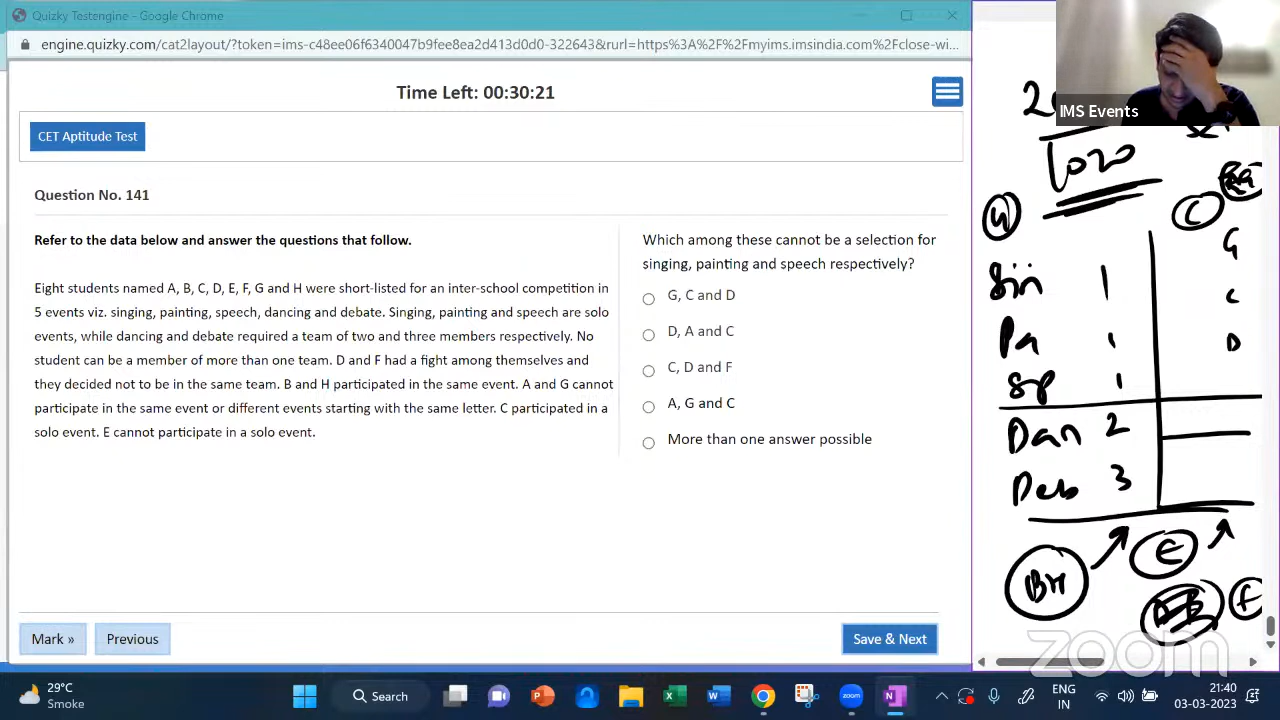 Quizky Testengine - Google Chrome
engine.quizky.com/cat2layout/?token=ims-c48ee06f6340047b9fee8ea2d413d0d0-322643&rurl=https%3A%2F%2Fmyims.imsindia.com%2Fclose-wi...
Time Left: 00:30:21
IMS Events
CET Aptitude Test
1020
Question No. 141
Refer to the data below and answer the questions that follow.
Eight students named A, B, C, D, E, F, G and H were short-listed for an inter-school competition in
5 events viz. singing, painting, speech, dancing and debate. Singing, painting and speech are solo
events, while dancing and debate required a team of two and three members respectively. No
student can be a member of more than one team. D and F had a fight among themselves and
they decided not to be in the same team. B and H participated in the same event. A and G cannot
participate in the same event or different events starting with the same letter. C participated in a
solo event. E cannot participate in a solo event.
Which among these cannot be a selection for
singing, painting and speech respectively?
G, C and D
D, A and C
C, D and F
A, G and C
More than one answer possible
C
G
Sin 1
C
Pa 1
D
Sp 1
Dan 2
Deb 3
E
BH
Mark »
Previous
Save & Next
zoom
29°C
Smoke
Search
ENG
IN
21:40
03-03-2023